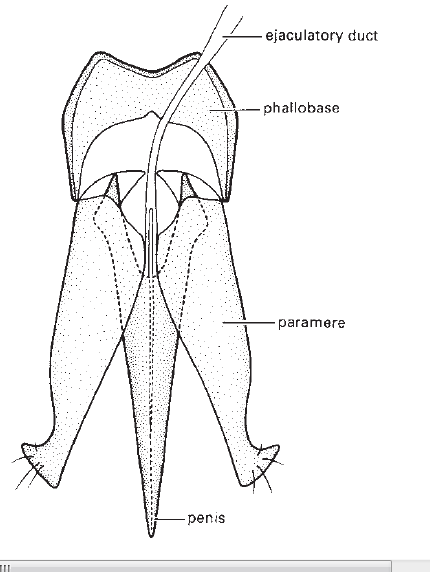 ejaculatory duct
phallobase
paramere
penis